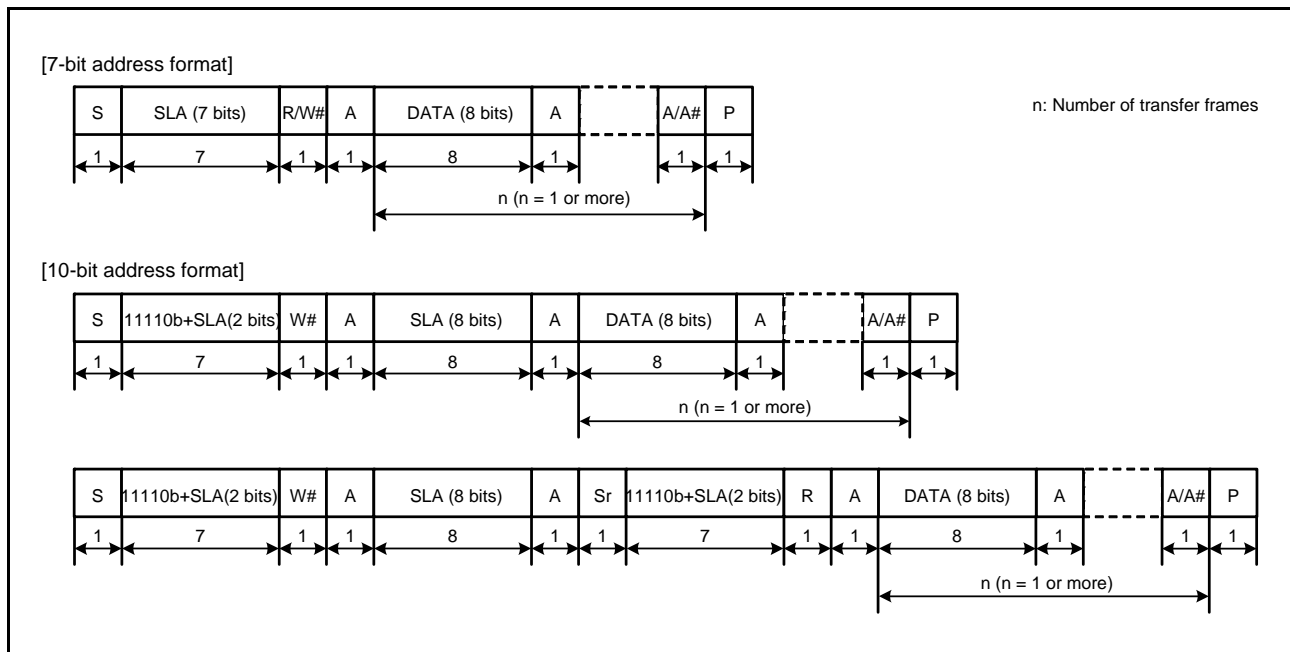 [7-bit address format]
n: Number of transfer frames
S SLA (7 bits) R/W# A DATA (8 bits) A A/A# P
1 7 1 1 8 1 1 1
n (n = 1 or more)
[10-bit address format]
S 11110b+SLA(2 bits) W# A SLA (8 bits) A DATA (8 bits) A A/A# P
1 7 1 1 8 1 8 1 1 1
n (n = 1 or more)
S 11110b+SLA(2 bits) W# A SLA (8 bits) A Sr 11110b+SLA(2 bits) R A DATA (8 bits) A A/A# P
1 7 1 1 8 1 1 7 1 1 8 1 1 1
n (n = 1 or more)